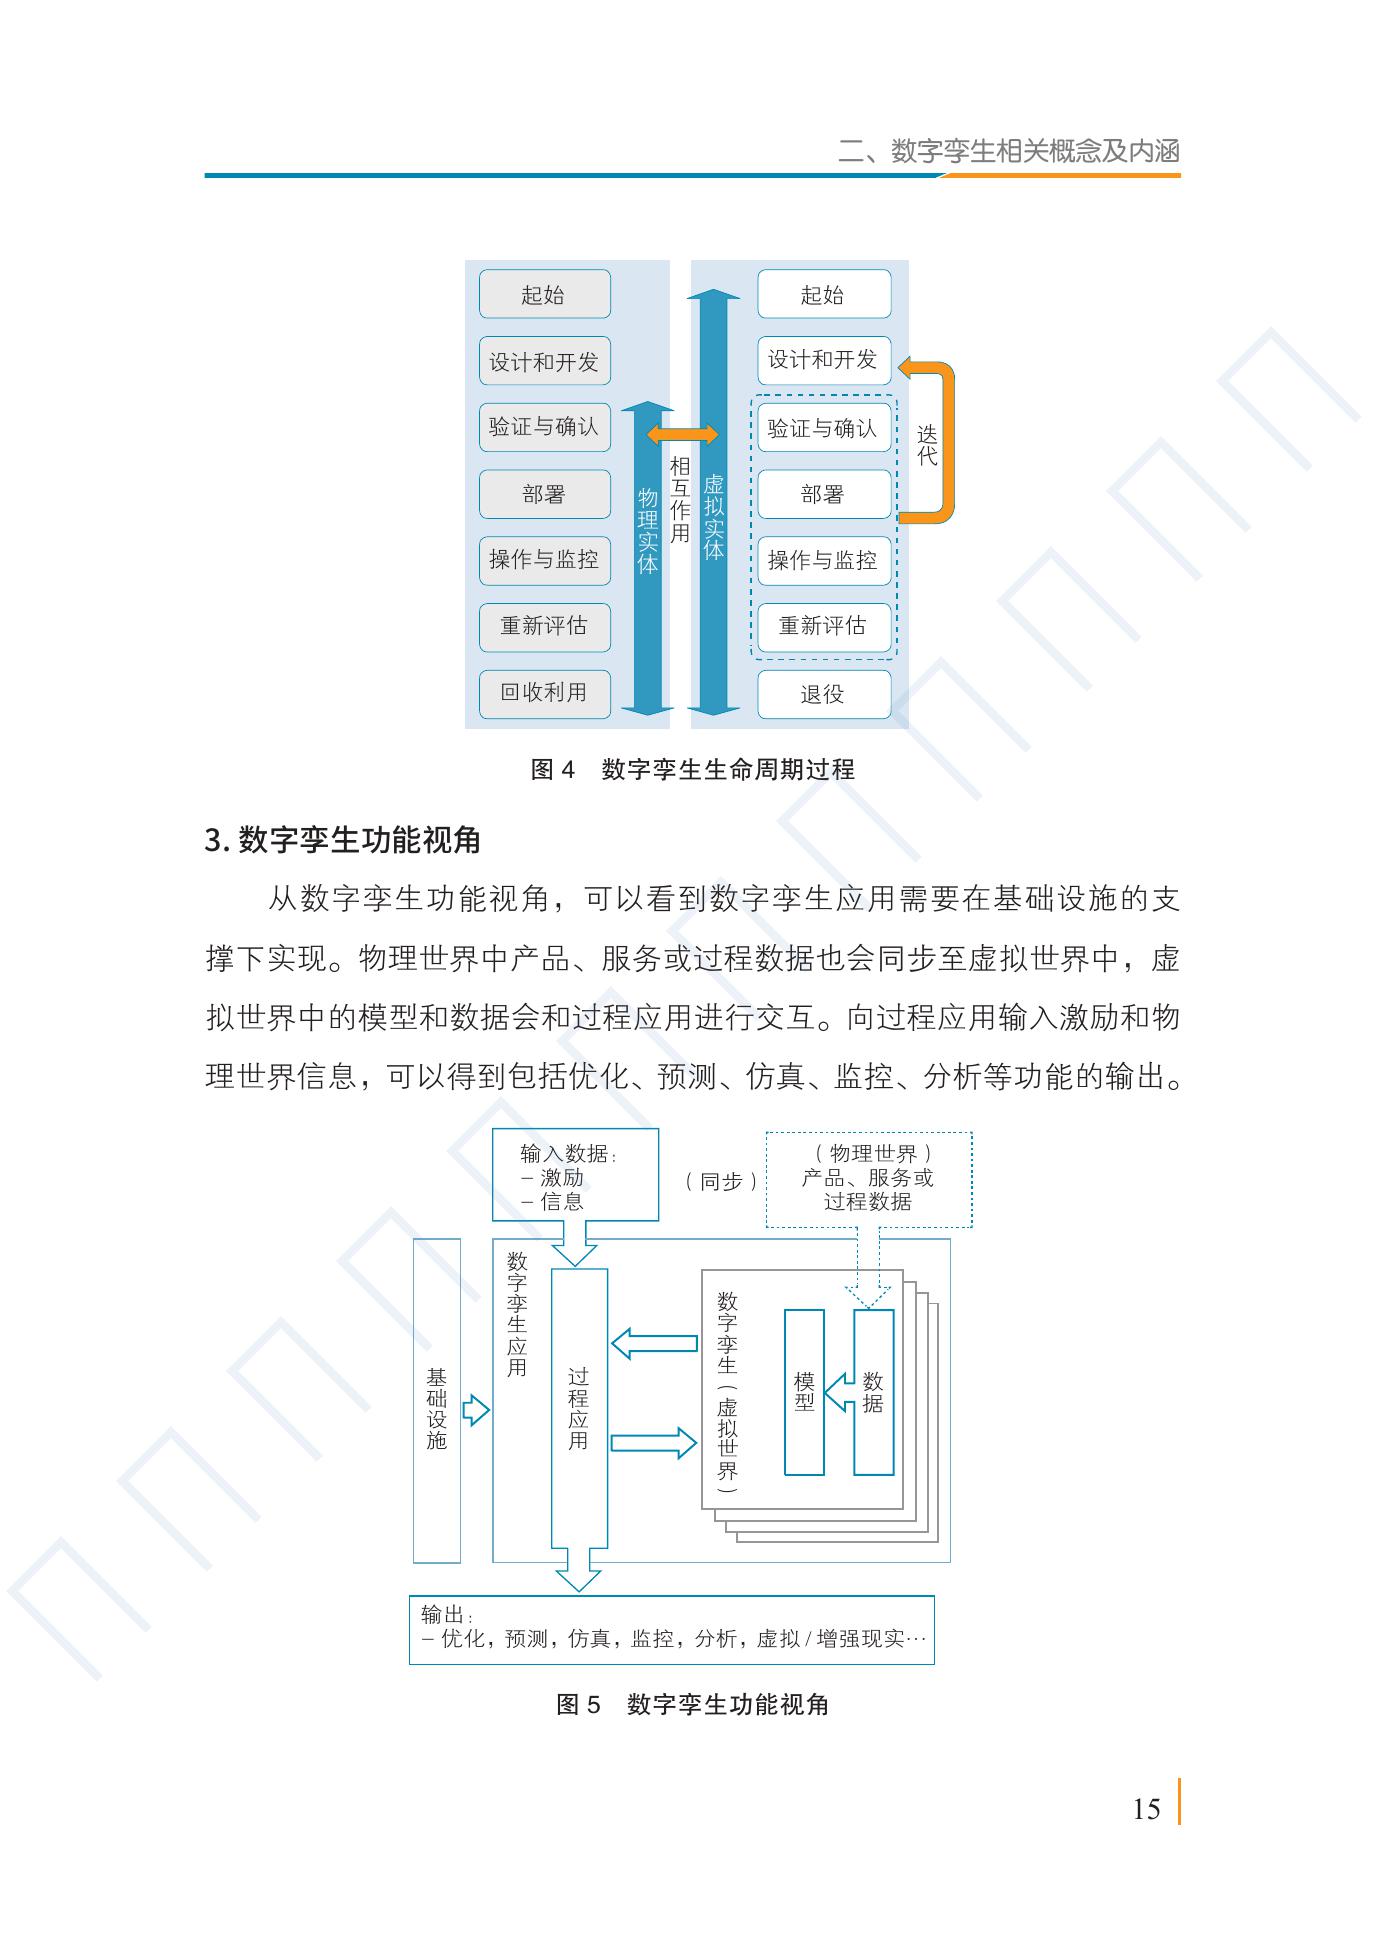 二、数字孪生相关概念及内涵
起始
设计和开发
验证与确认
部署
操作与监控
重新评估
回收利用
物理实体
相互作用
虚拟实体
起始
设计和开发
验证与确认
部署
操作与监控
重新评估
退役
迭代
图 4 数字孪生生命周期过程
3. 数字孪生功能视角
从数字孪生功能视角，可以看到数字孪生应用需要在基础设施的支
撑下实现。物理世界中产品、服务或过程数据也会同步至虚拟世界中，虚
拟世界中的模型和数据会和过程应用进行交互。向过程应用输入激励和物
理世界信息，可以得到包括优化、预测、仿真、监控、分析等功能的输出。
输入数据：
– 激励
– 信息
（同步）
（物理世界）
产品、服务或
过程数据
基础设施
数字孪生应用
过程应用
数字孪生（虚拟世界）
模型
数据
输出：
– 优化，预测，仿真，监控，分析，虚拟 / 增强现实…
图 5 数字孪生功能视角
15